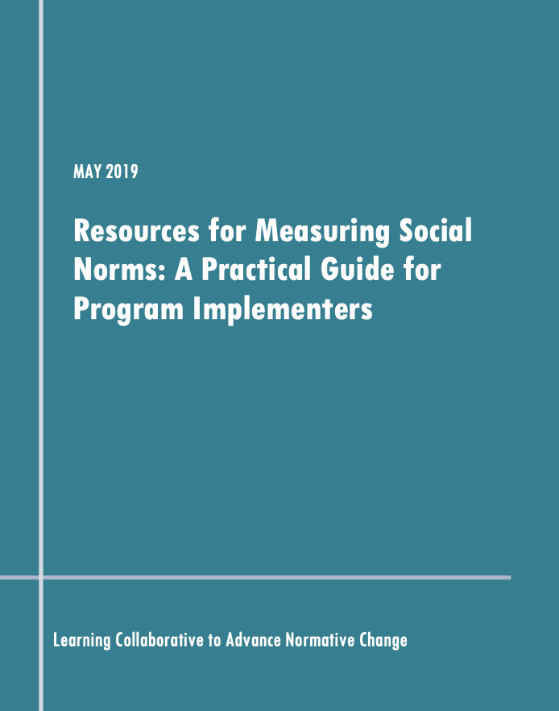 MAY 2019
Resources for Measuring Social
Norms: A Practical Guide for
Program Implementers
Learning Collaborative to Advance Normative Change